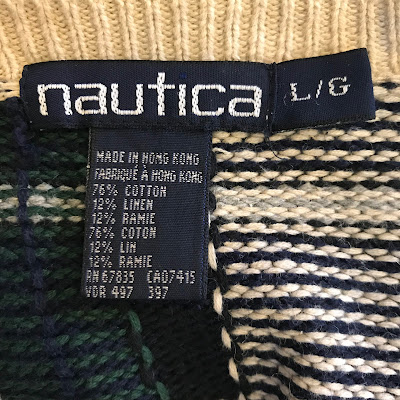 nautica
L/G
MADE IN HONG KONG
FABRIQUÉ À HONG KONG
76% COTTON
12% LINEN
12% RAMIE
76% COTON
12% LIN
12% RAMIE
RN 67835 CA07415
VDR 497 397